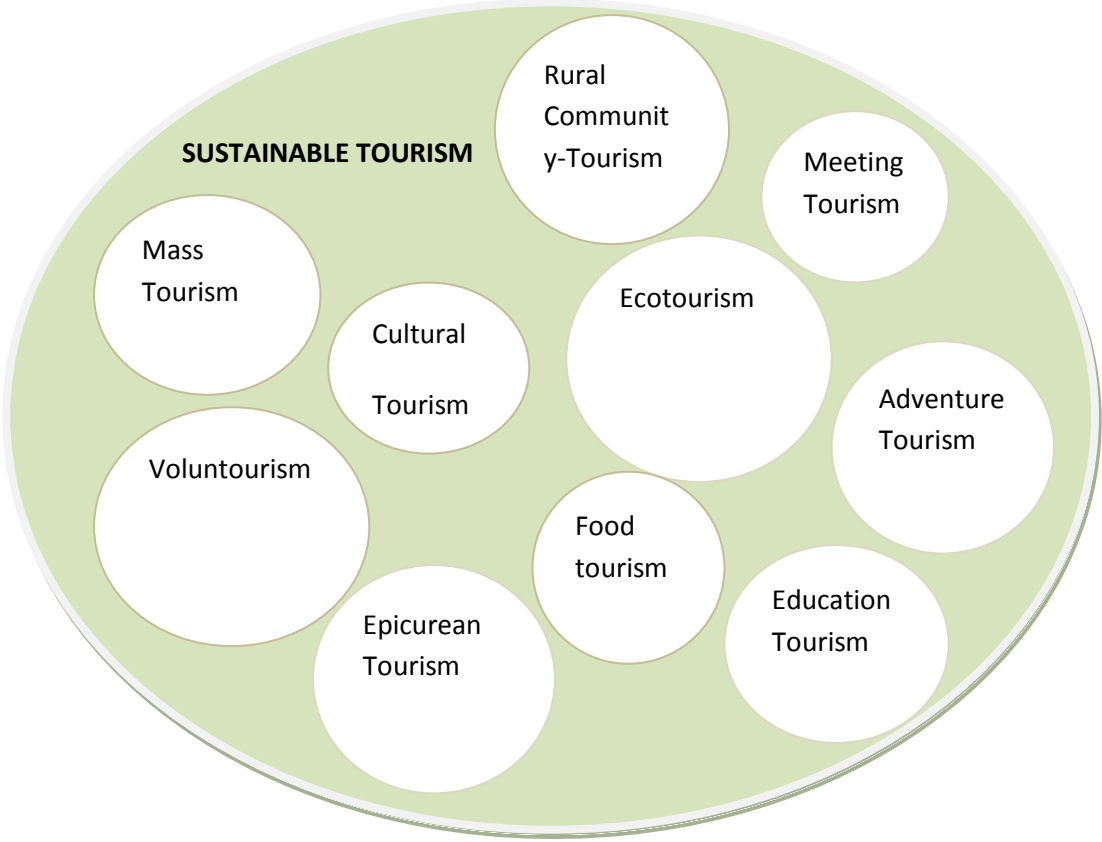 Rural
Communit
y-Tourism
SUSTAINABLE TOURISM
Meeting
Tourism
Mass
Tourism
Ecotourism
Cultural
Tourism
Adventure
Tourism
Voluntourism
Food
tourism
Education
Tourism
Epicurean
Tourism